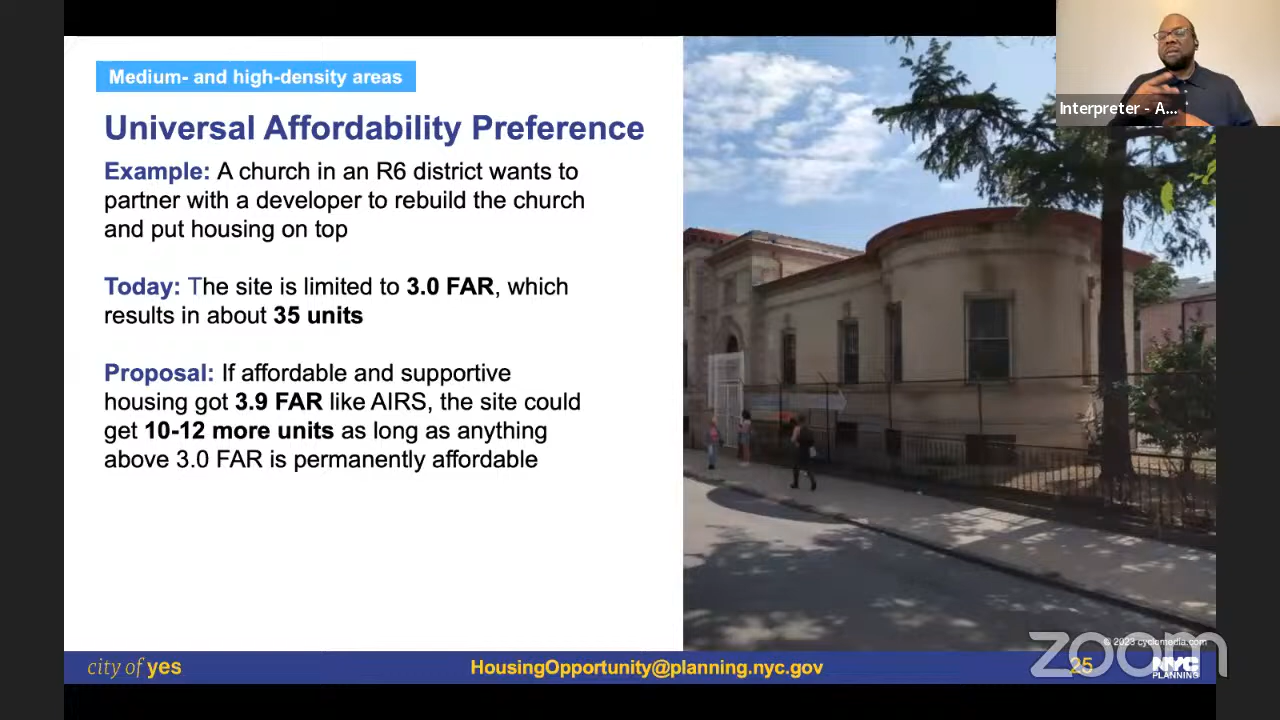 Interpreter - A...
Medium- and high-density areas
Universal Affordability Preference
Example: A church in an R6 district wants to
partner with a developer to rebuild the church
and put housing on top
Today: The site is limited to 3.0 FAR, which
results in about 35 units
Proposal: If affordable and supportive
housing got 3.9 FAR like AIRS, the site could
get 10-12 more units as long as anything
above 3.0 FAR is permanently affordable
© 2023 cyclomedia.com
zoom
city of yes
HousingOpportunity@planning.nyc.gov
25
NYC
PLANNING